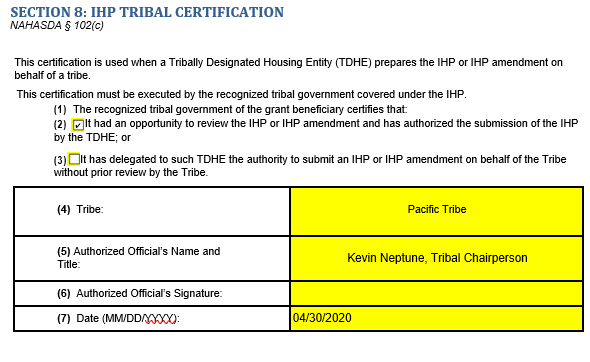 SECTION 8: IHP TRIBAL CERTIFICATION
NAHASDA § 102(c)
This certification is used when a Tribally Designated Housing Entity (TDHE) prepares the IHP or IHP amendment on
behalf of a tribe.
This certification must be executed by the recognized tribal government covered under the IHP.
(1) The recognized tribal government of the grant beneficiary certifies that:
(2) It had an opportunity to review the IHP or IHP amendment and has authorized the submission of the IHP
by the TDHE; or
(3) It has delegated to such TDHE the authority to submit an IHP or IHP amendment on behalf of the Tribe
without prior review by the Tribe.
(4) Tribe: Pacific Tribe
(5) Authorized Official's Name and
Title: Kevin Neptune, Tribal Chairperson
(6) Authorized Official's Signature:
(7) Date (MM/DD/YYYY): 04/30/2020